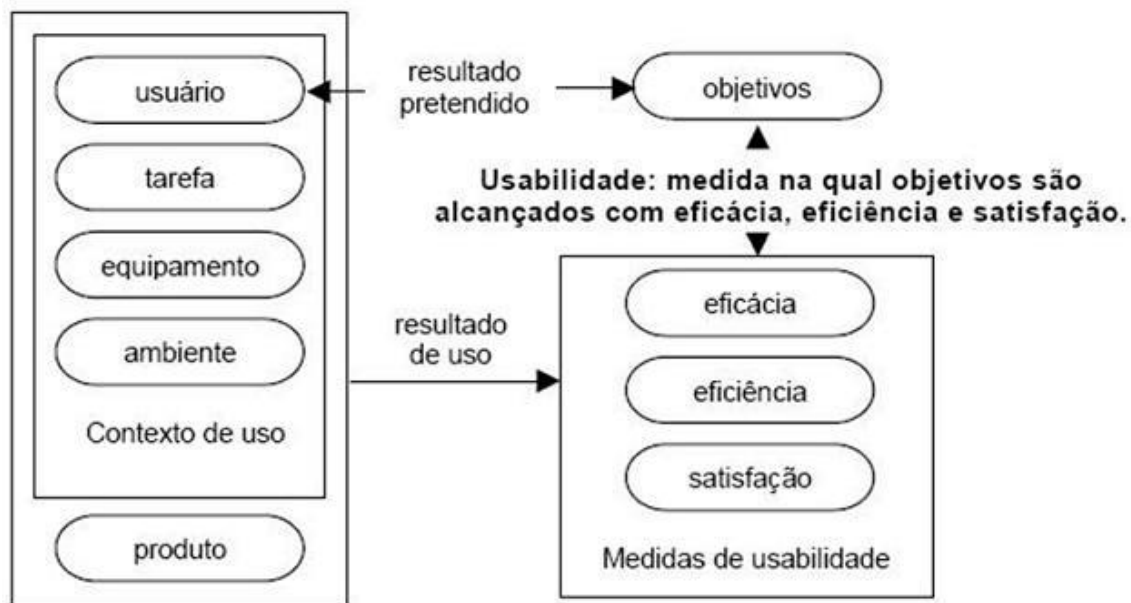 usuário
tarefa
equipamento
ambiente
Contexto de uso
produto
resultado
pretendido
objetivos
Usabilidade: medida na qual objetivos são
alcançados com eficácia, eficiência e satisfação.
resultado
de uso
eficácia
eficiência
satisfação
Medidas de usabilidade